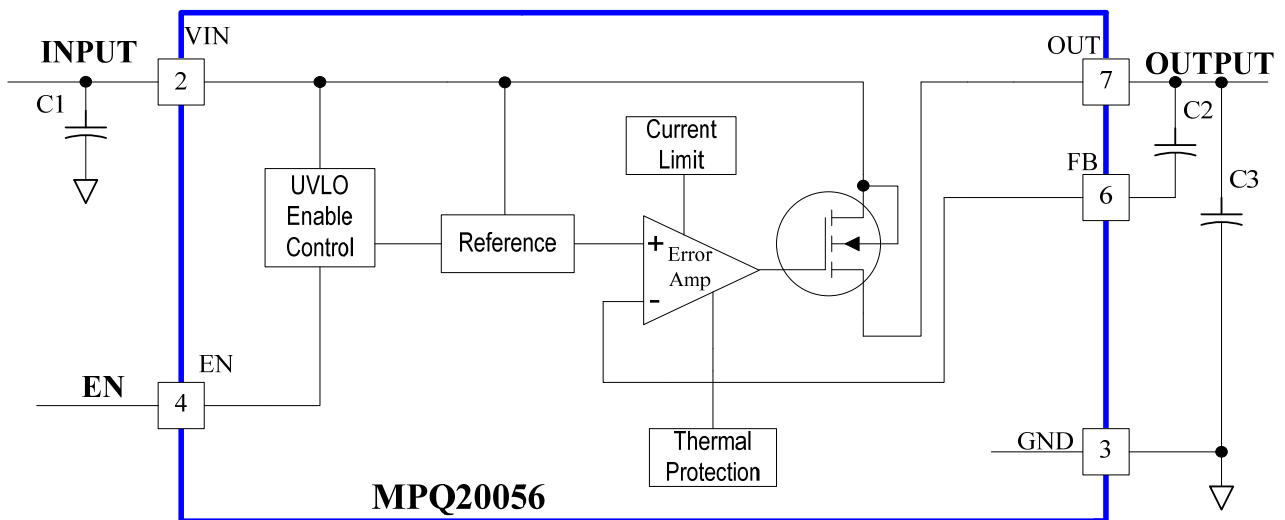 VIN
INPUT
2
C1
OUT
OUTPUT
7
C2
Current
Limit
FB
6
C3
UVLO
Enable
Control
Reference
+
Error
Amp
-
EN
EN
4
Thermal
Protection
GND
3
MPQ20056